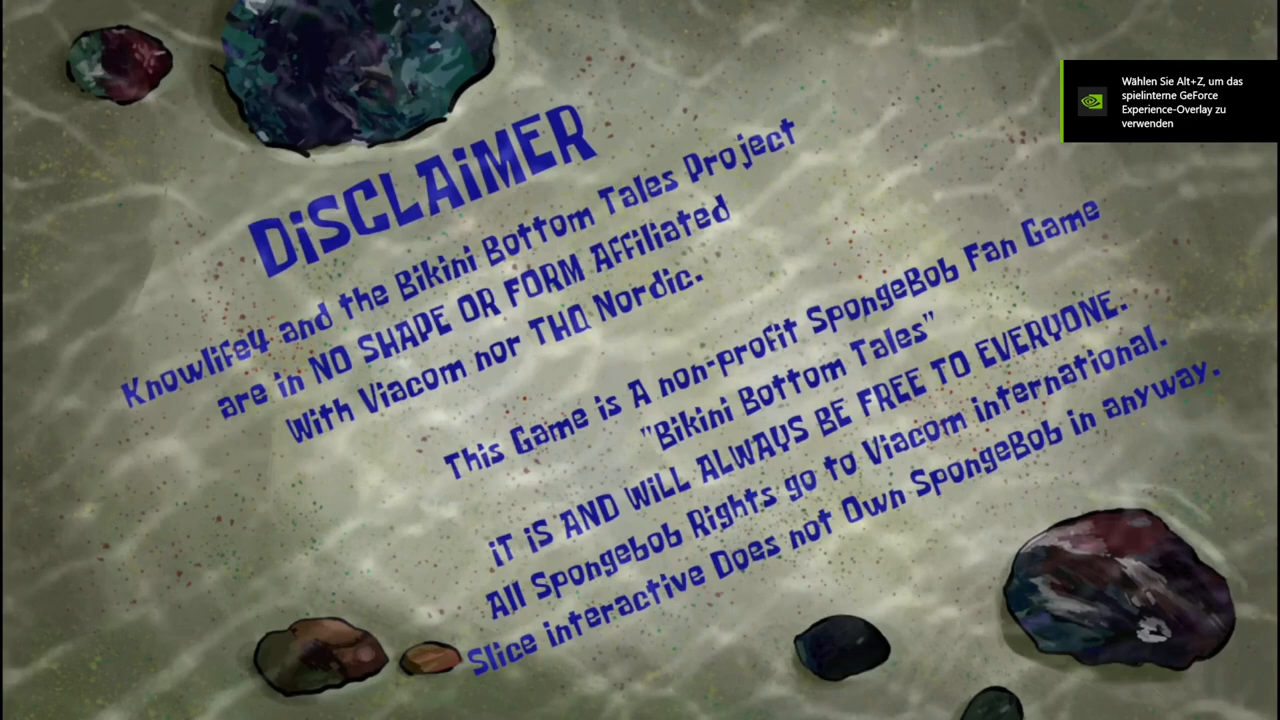 DiSCLAiMER
Knowlife4 and the Bikini Bottom Tales Project
are in NO SHAPE OR FORM Affiliated
With Viacom nor THQ Nordic.
This Game is A non-profit SpongeBob Fan Game
"Bikini Bottom Tales"
iT iS AND WiLL ALWAYS BE FREE TO EVERYONE.
All Spongebob Rights go to Viacom international.
Slice interactive Does not Own SpongeBob in anyway.
Wählen Sie Alt+Z, um das
spielinterne GeForce
Experience-Overlay zu
verwenden